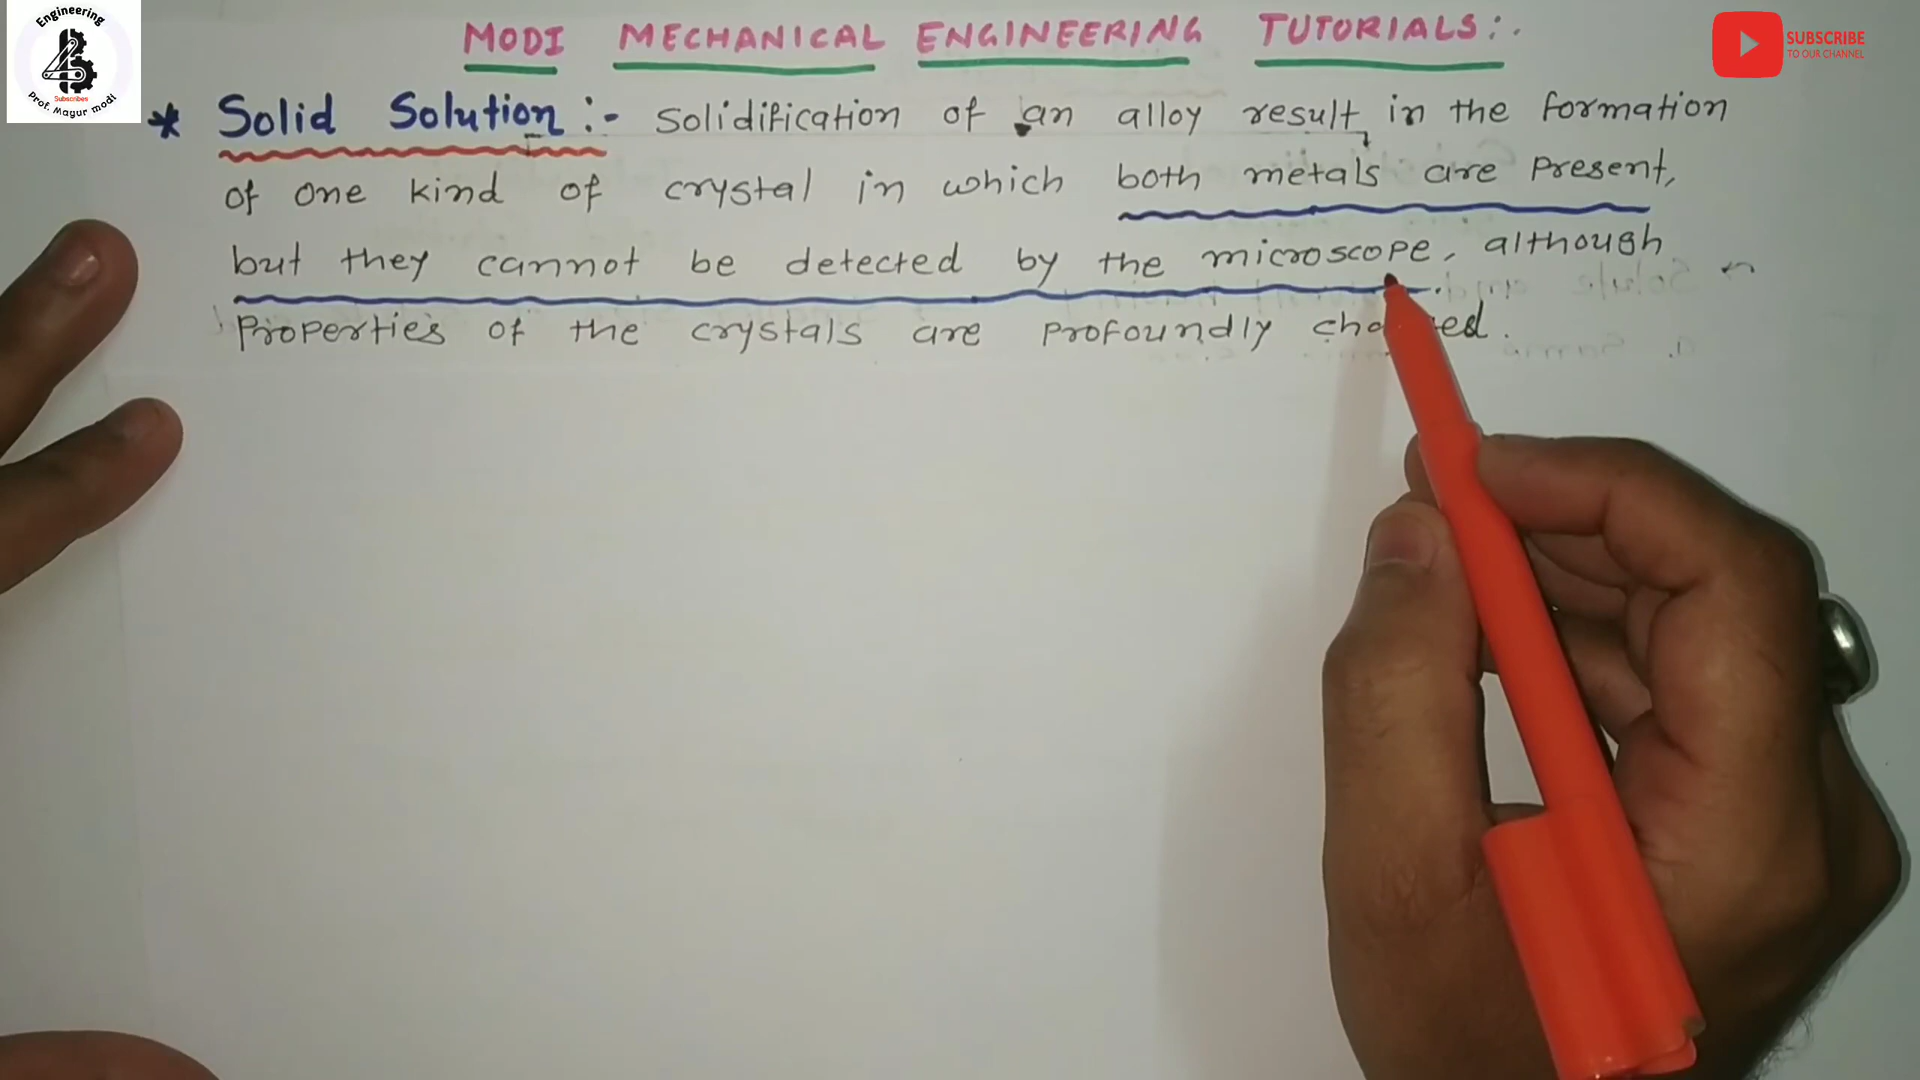 Engineering
Subscribes
Prof. Mayur modi
MODI MECHANICAL ENGINEERING TUTORIALS:.
SUBSCRIBE
TO OUR CHANNEL
* Solid Solution :- Solidification of an alloy result in the formation
of one kind of crystal in which both metals are present,
but they cannot be detected by the microscope, although
Properties of the crystals are profoundly